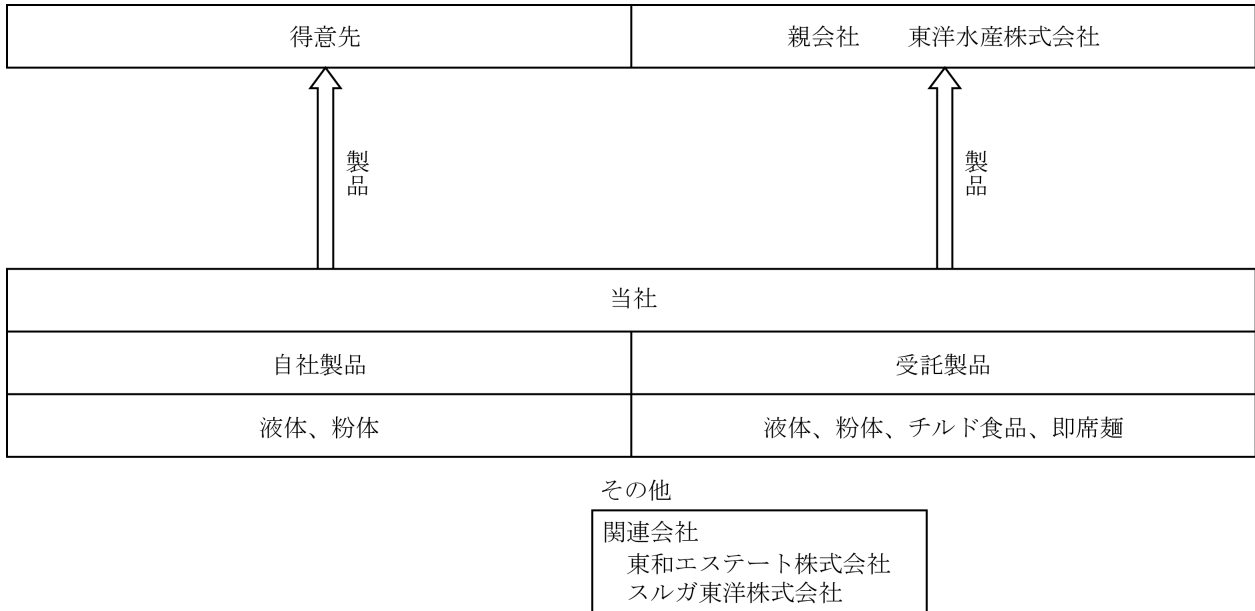 得意先
親会社　　東洋水産株式会社
製品
製品
当社
自社製品
受託製品
液体、粉体
液体、粉体、チルド食品、即席麺
その他
関連会社
東和エステート株式会社
スルガ東洋株式会社